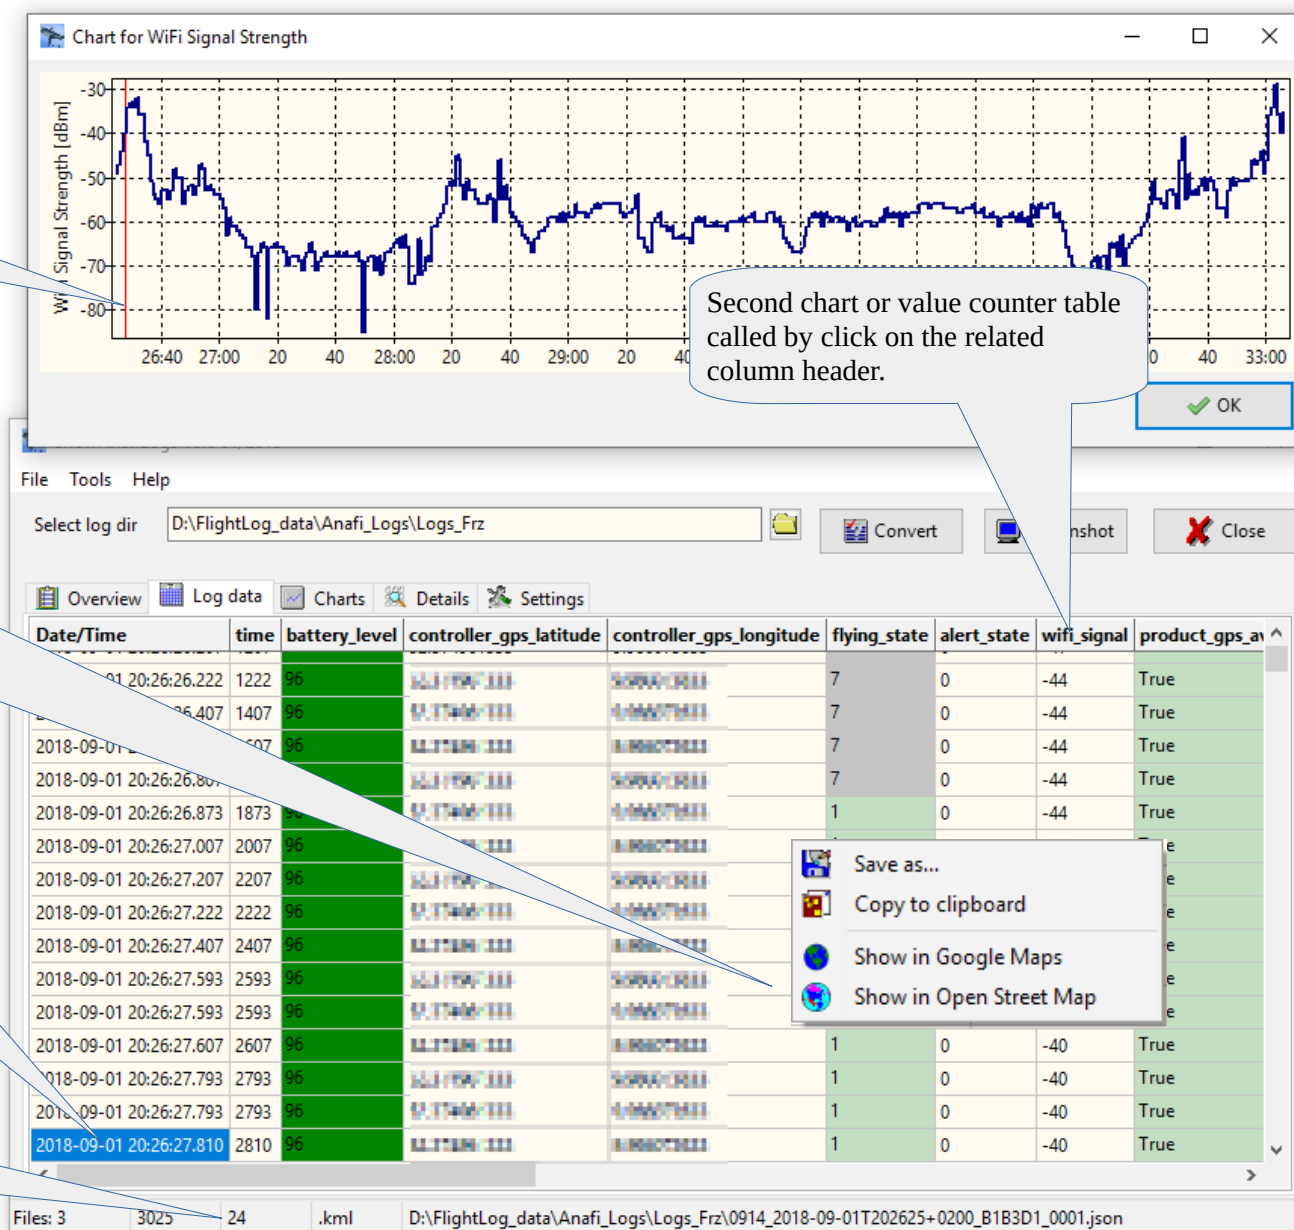 Chart for WiFi Signal Strength
WiFi Signal Strength [dBm]
-30
-40
-50
-60
-70
-80
26:40 27:00 20 40 28:00 20 40 29:00 20 40 40 33:00
Second chart or value counter table
called by click on the related
column header.
OK
File Tools Help
Select log dir D:\FlightLog_data\Anafi_Logs\Logs_Frz Convert Close
Overview Log data Charts Details Settings
Date/Time time battery_level controller_gps_latitude controller_gps_longitude flying_state alert_state wifi_signal product_gps_av
20:26:26.222 1222 96 7 0 -44 True
1407 96 7 0 -44 True
2018-09-01 96 7 0 -44 True
2018-09-01 20:26:26.807 7 0 -44 True
2018-09-01 20:26:26.873 1873 96 1 0 -44 True
2018-09-01 20:26:27.007 2007 96
2018-09-01 20:26:27.207 2207 96
2018-09-01 20:26:27.222 2222 96
2018-09-01 20:26:27.407 2407 96
2018-09-01 20:26:27.593 2593 96
2018-09-01 20:26:27.593 2593 96
Save as...
Copy to clipboard
Show in Google Maps
Show in Open Street Map
2018-09-01 20:26:27.607 2607 96 1 0 -40 True
2018-09-01 20:26:27.793 2793 96 1 0 -40 True
2018-09-01 20:26:27.793 2793 96 1 0 -40 True
2018-09-01 20:26:27.810 2810 96 1 0 -40 True
Files: 3 3025 24 .kml D:\FlightLog_data\Anafi_Logs\Logs_Frz\0914_2018-09-01T202625+0200_B1B3D1_0001.json